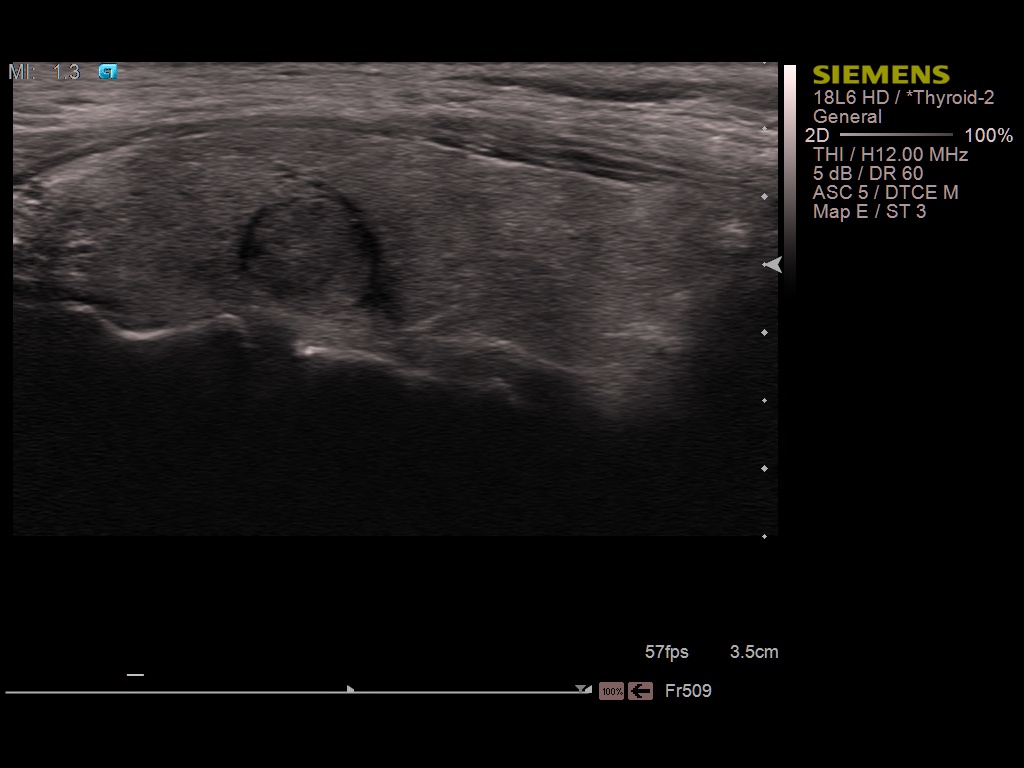 MI: 1.3
SIEMENS
18L6 HD / *Thyroid-2
General
2D 100%
THI / H12.00 MHz
5 dB / DR 60
ASC 5 / DTCE M
Map E / ST 3
57fps 3.5cm
100% Fr509